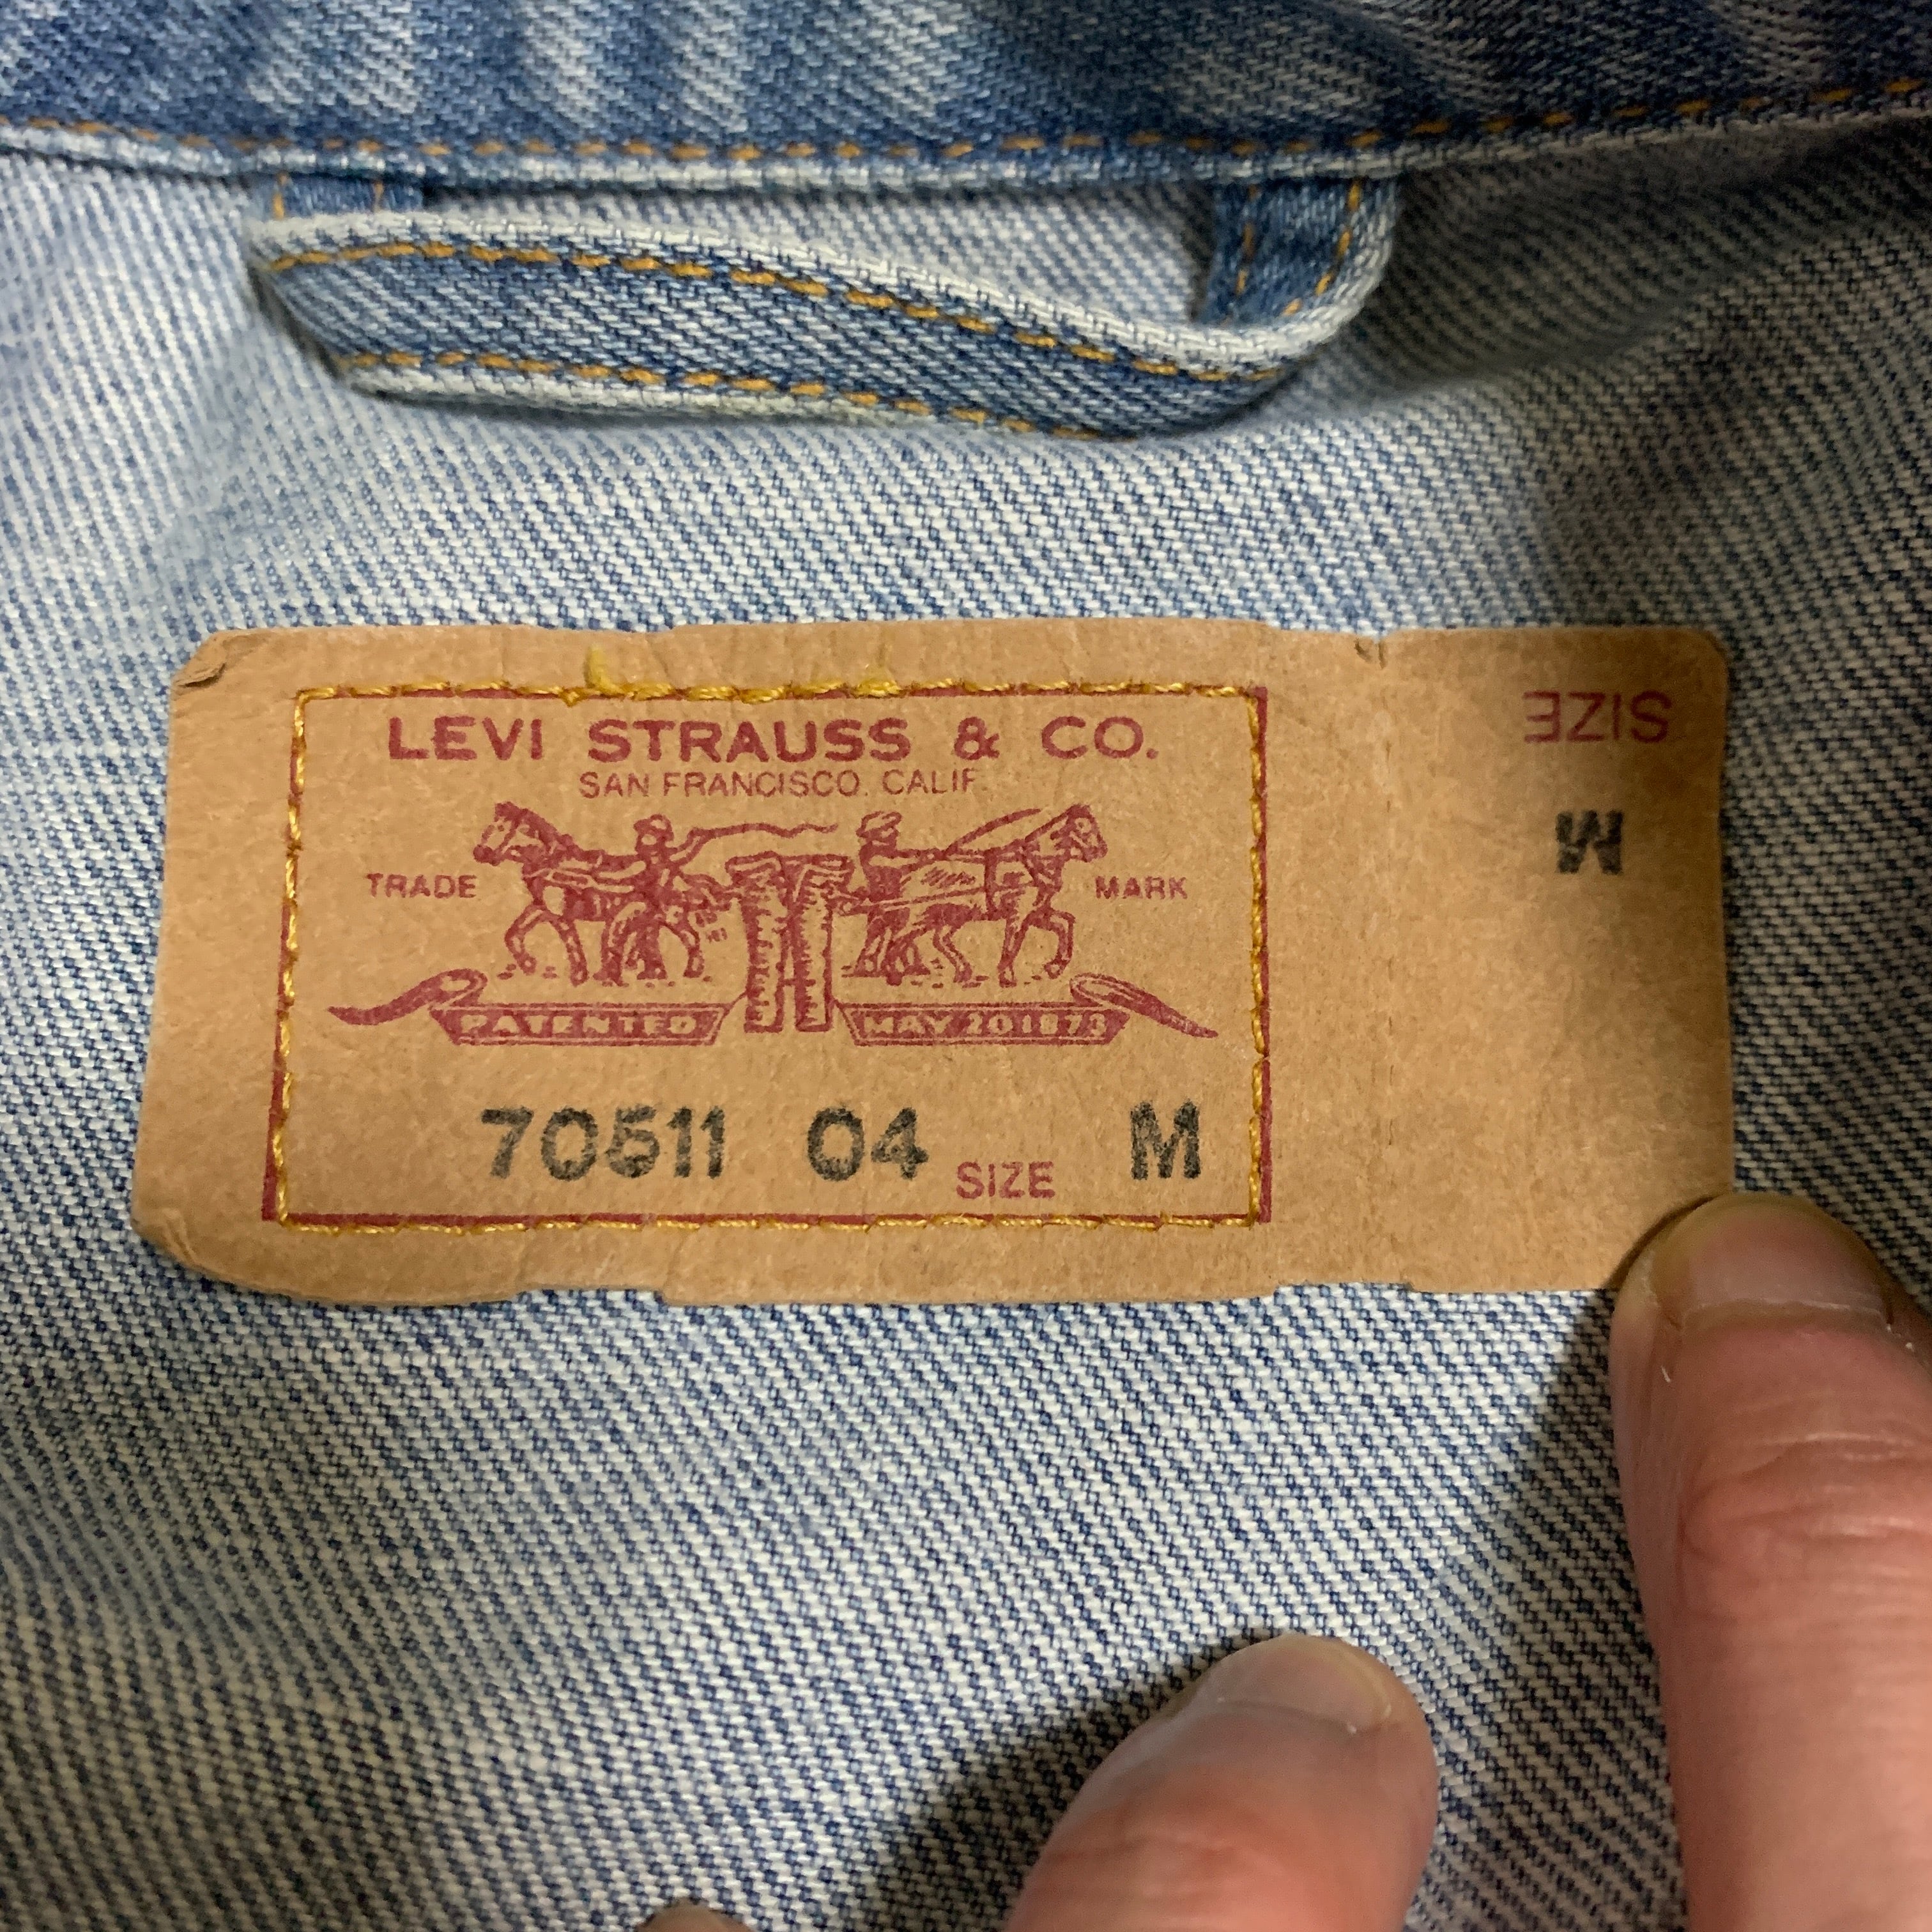 LEVI STRAUSS & CO.
SAN FRANCISCO, CALIF.
TRADE MARK
PATENTED MAY 20 1873
70511 04 SIZE M
SIZE
M